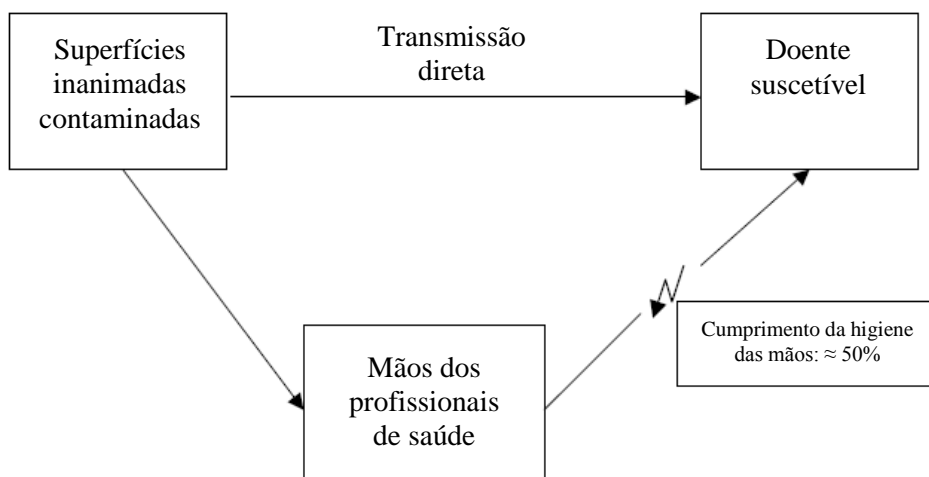 Superfícies
inanimadas
contaminadas
Transmissão
direta
Doente
suscetível
Cumprimento da higiene
das mãos: ≈ 50%
Mãos dos
profissionais
de saúde